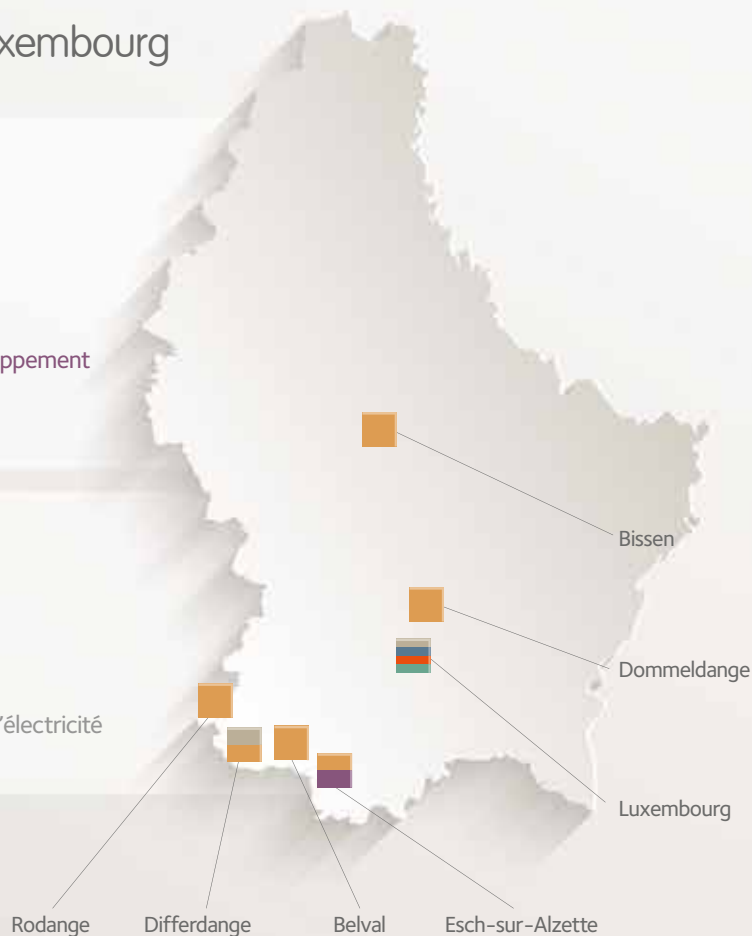 xembourg
ppement
Bissen
Dommeldange
'électricité
Luxembourg
Rodange Differdange Belval Esch-sur-Alzette